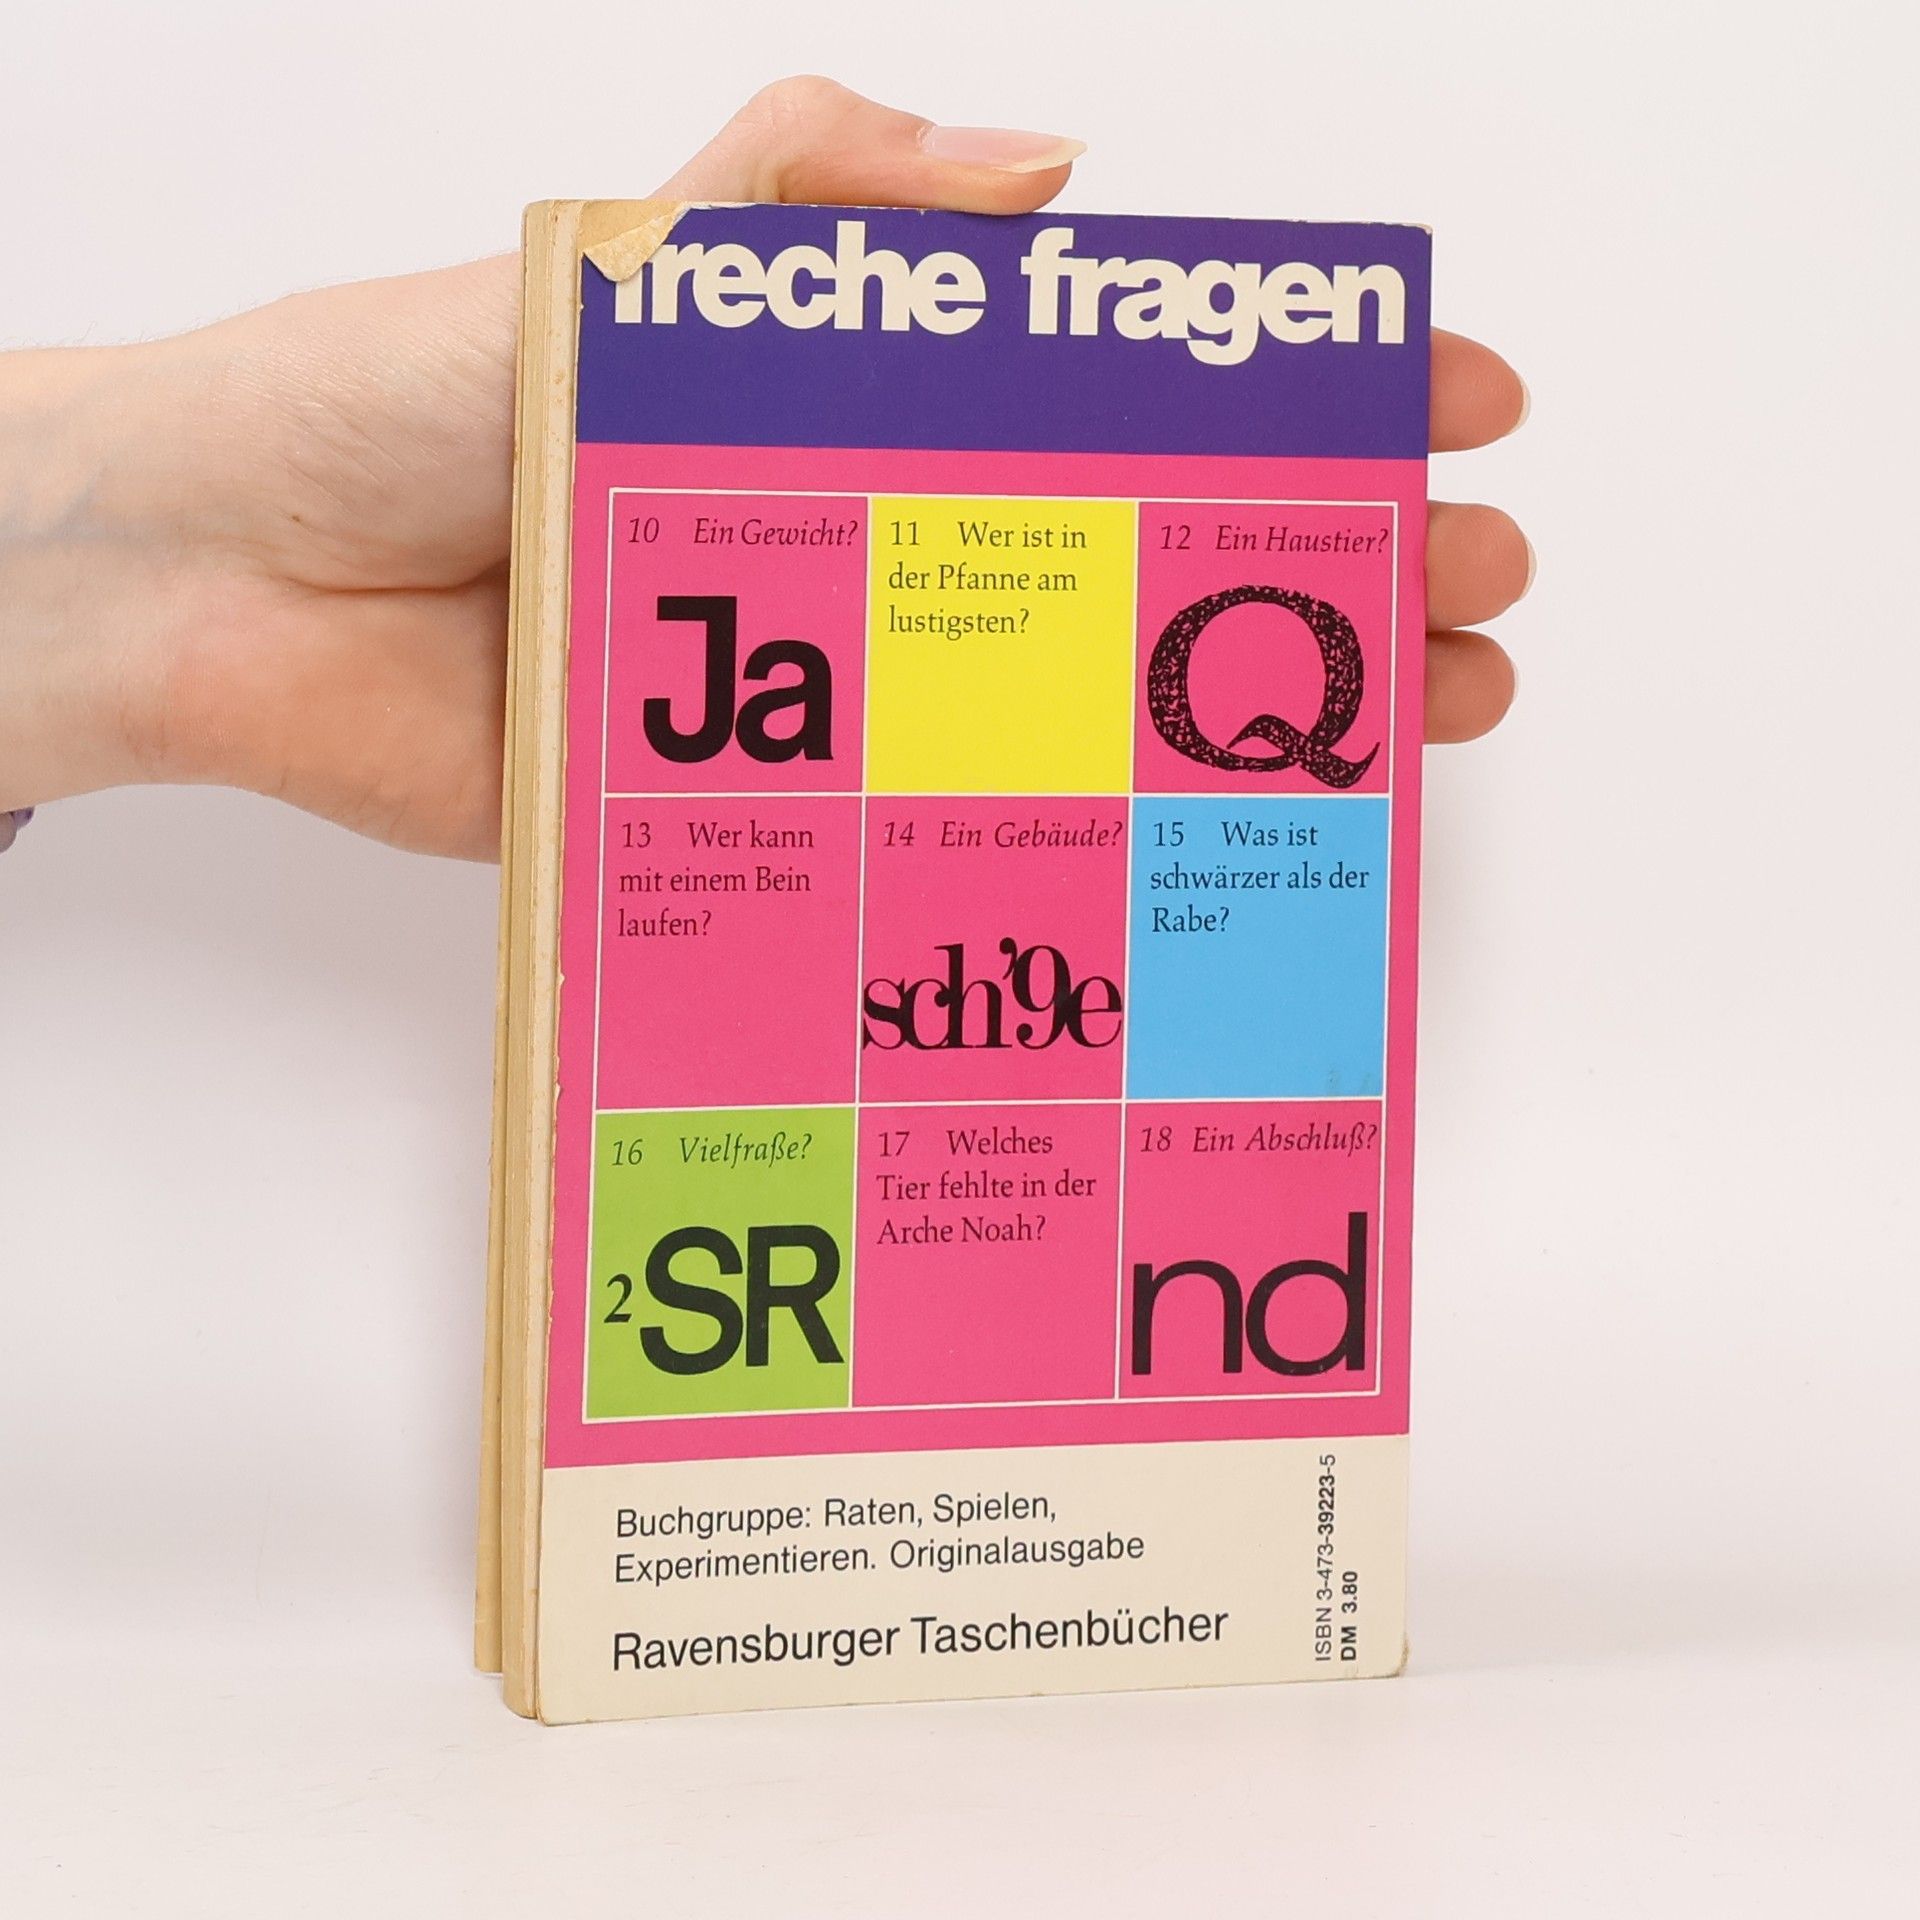 freche fragen
10 Ein Gewicht?
Ja
11 Wer ist in
der Pfanne am
lustigsten?
12 Ein Haustier?
Q
13 Wer kann
mit einem Bein
laufen?
14 Ein Gebäude?
sch'9e
15 Was ist
schwärzer als der
Rabe?
16 Vielfraße?
2SR
17 Welches
Tier fehlte in der
Arche Noah?
18 Ein Abschluß?
nd
Buchgruppe: Raten, Spielen,
Experimentieren. Originalausgabe
Ravensburger Taschenbücher
ISBN 3-473-39223-5
DM 3.80